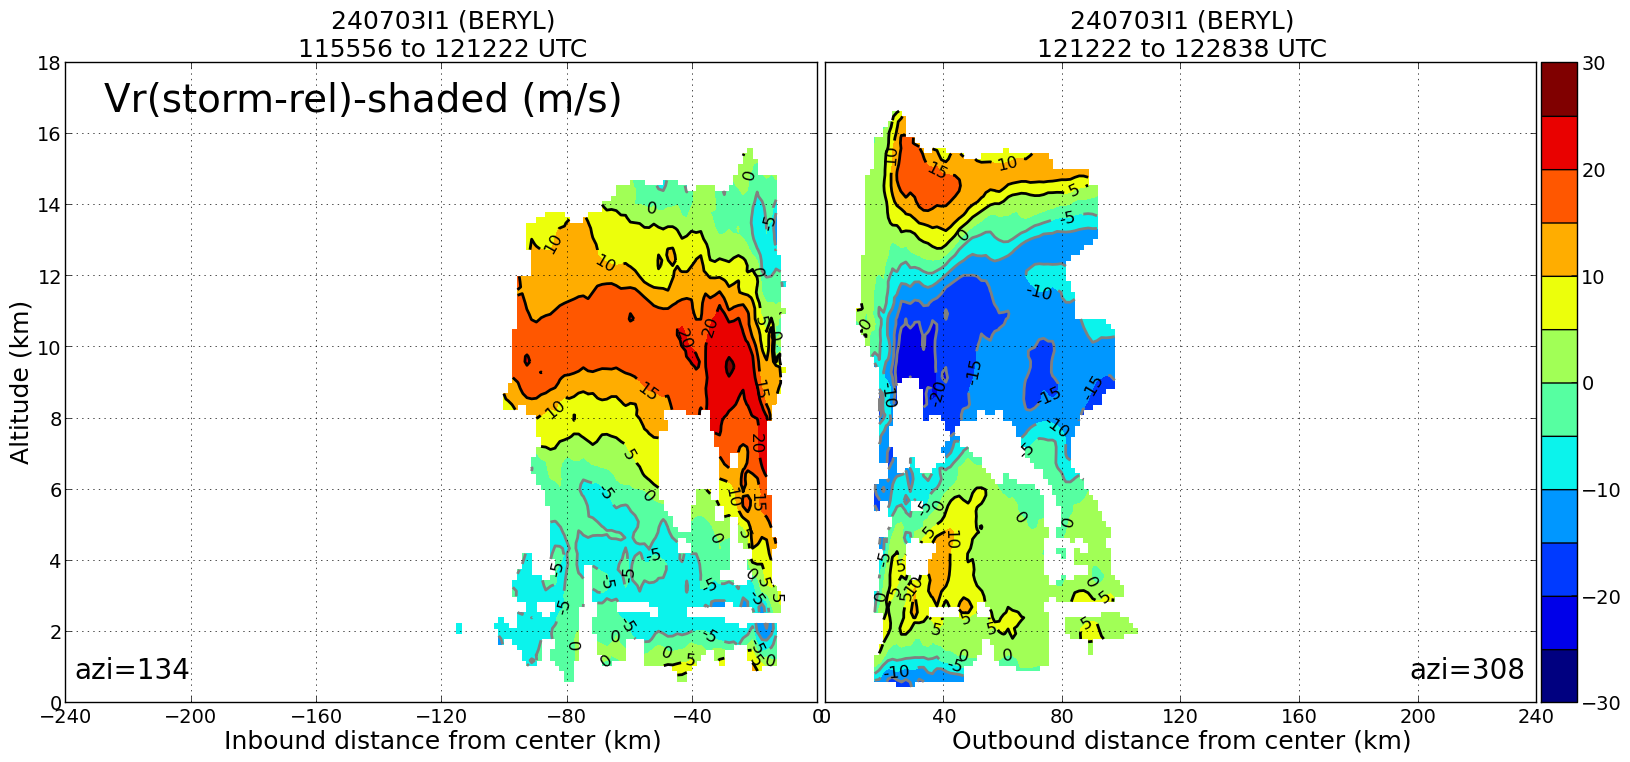 240703I1 (BERYL)
115556 to 121222 UTC
240703I1 (BERYL)
121222 to 122838 UTC
Vr(storm-rel)-shaded (m/s)
Altitude (km)
18
16
14
12
10
8
6
4
2
0
azi=134
azi=308
−240 −200 −160 −120 −80 −40 0
0 40 80 120 160 200 240
Inbound distance from center (km)
Outbound distance from center (km)
30
20
10
0
−10
−20
−30